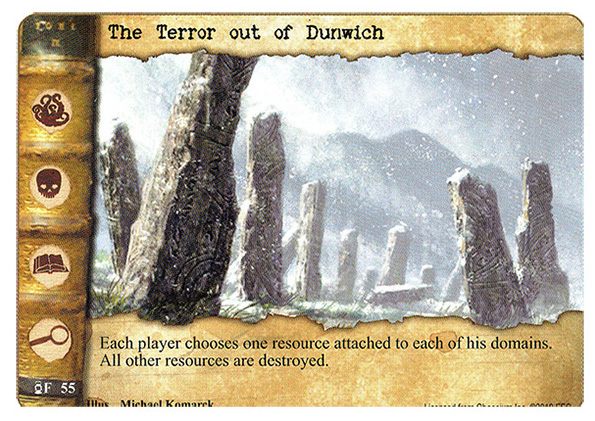 The Terror out of Dunwich
Each player chooses one resource attached to each of his domains.
All other resources are destroyed.
F 55
Illus. Michael Komarck